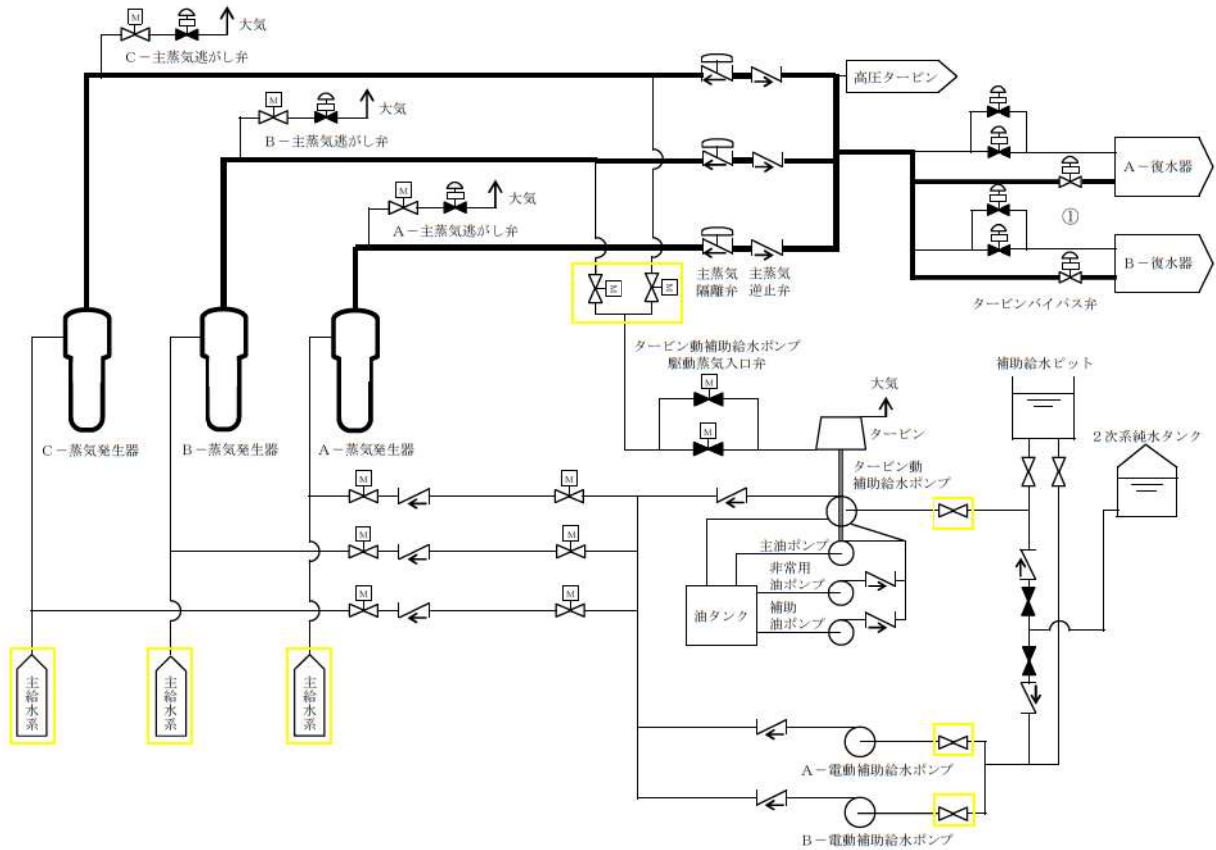 M
大気
C－主蒸気逃がし弁
高圧タービン
M
大気
B－主蒸気逃がし弁
A－復水器
M
大気
A－主蒸気逃がし弁
①
主蒸気
隔離弁
主蒸気
逆止弁
B－復水器
M
M
タービンバイパス弁
タービン動補助給水ポンプ
駆動蒸気入口弁
M
M
大気
タービン
補助給水ピット
2次系純水タンク
C－蒸気発生器
B－蒸気発生器
A－蒸気発生器
タービン動
補助給水ポンプ
M
M
M
M
M
M
主油ポンプ
非常用
油ポンプ
補助
油ポンプ
油タンク
主給水系
主給水系
主給水系
A－電動補助給水ポンプ
B－電動補助給水ポンプ